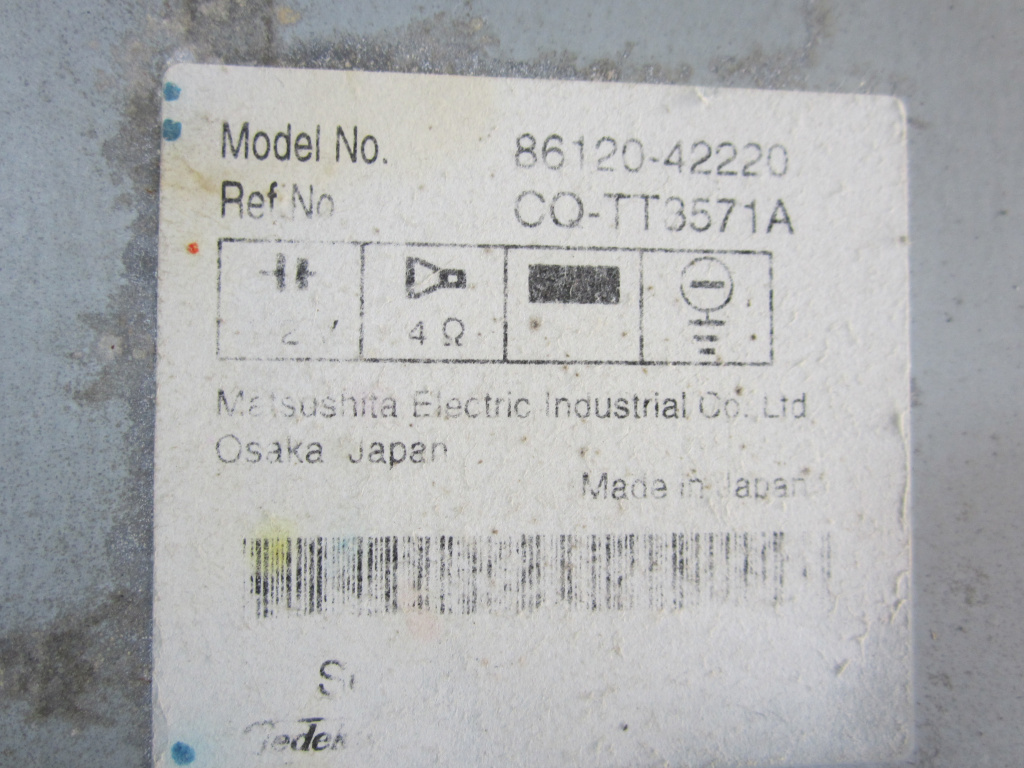 Model No. 86120-42220
Ref.No CQ-TT3571A
4 Ω
Matsushita Electric Industrial Co., Ltd
Osaka Japan
Made in Japan